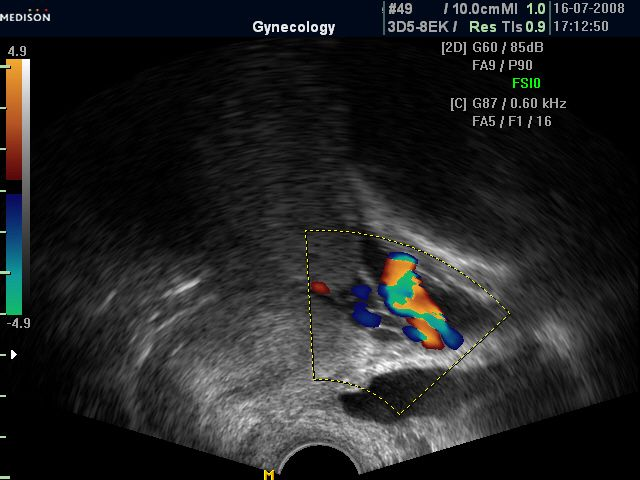 MEDISON
Gynecology
#49 / 10.0cm MI 1.0
3D5-8EK / Res TIs 0.9
16-07-2008
17:12:50
[2D] G60 / 85dB
FA9 / P90
FSI0
[C] G87 / 0.60 kHz
FA5 / F1 / 16
4.9
-4.9
M